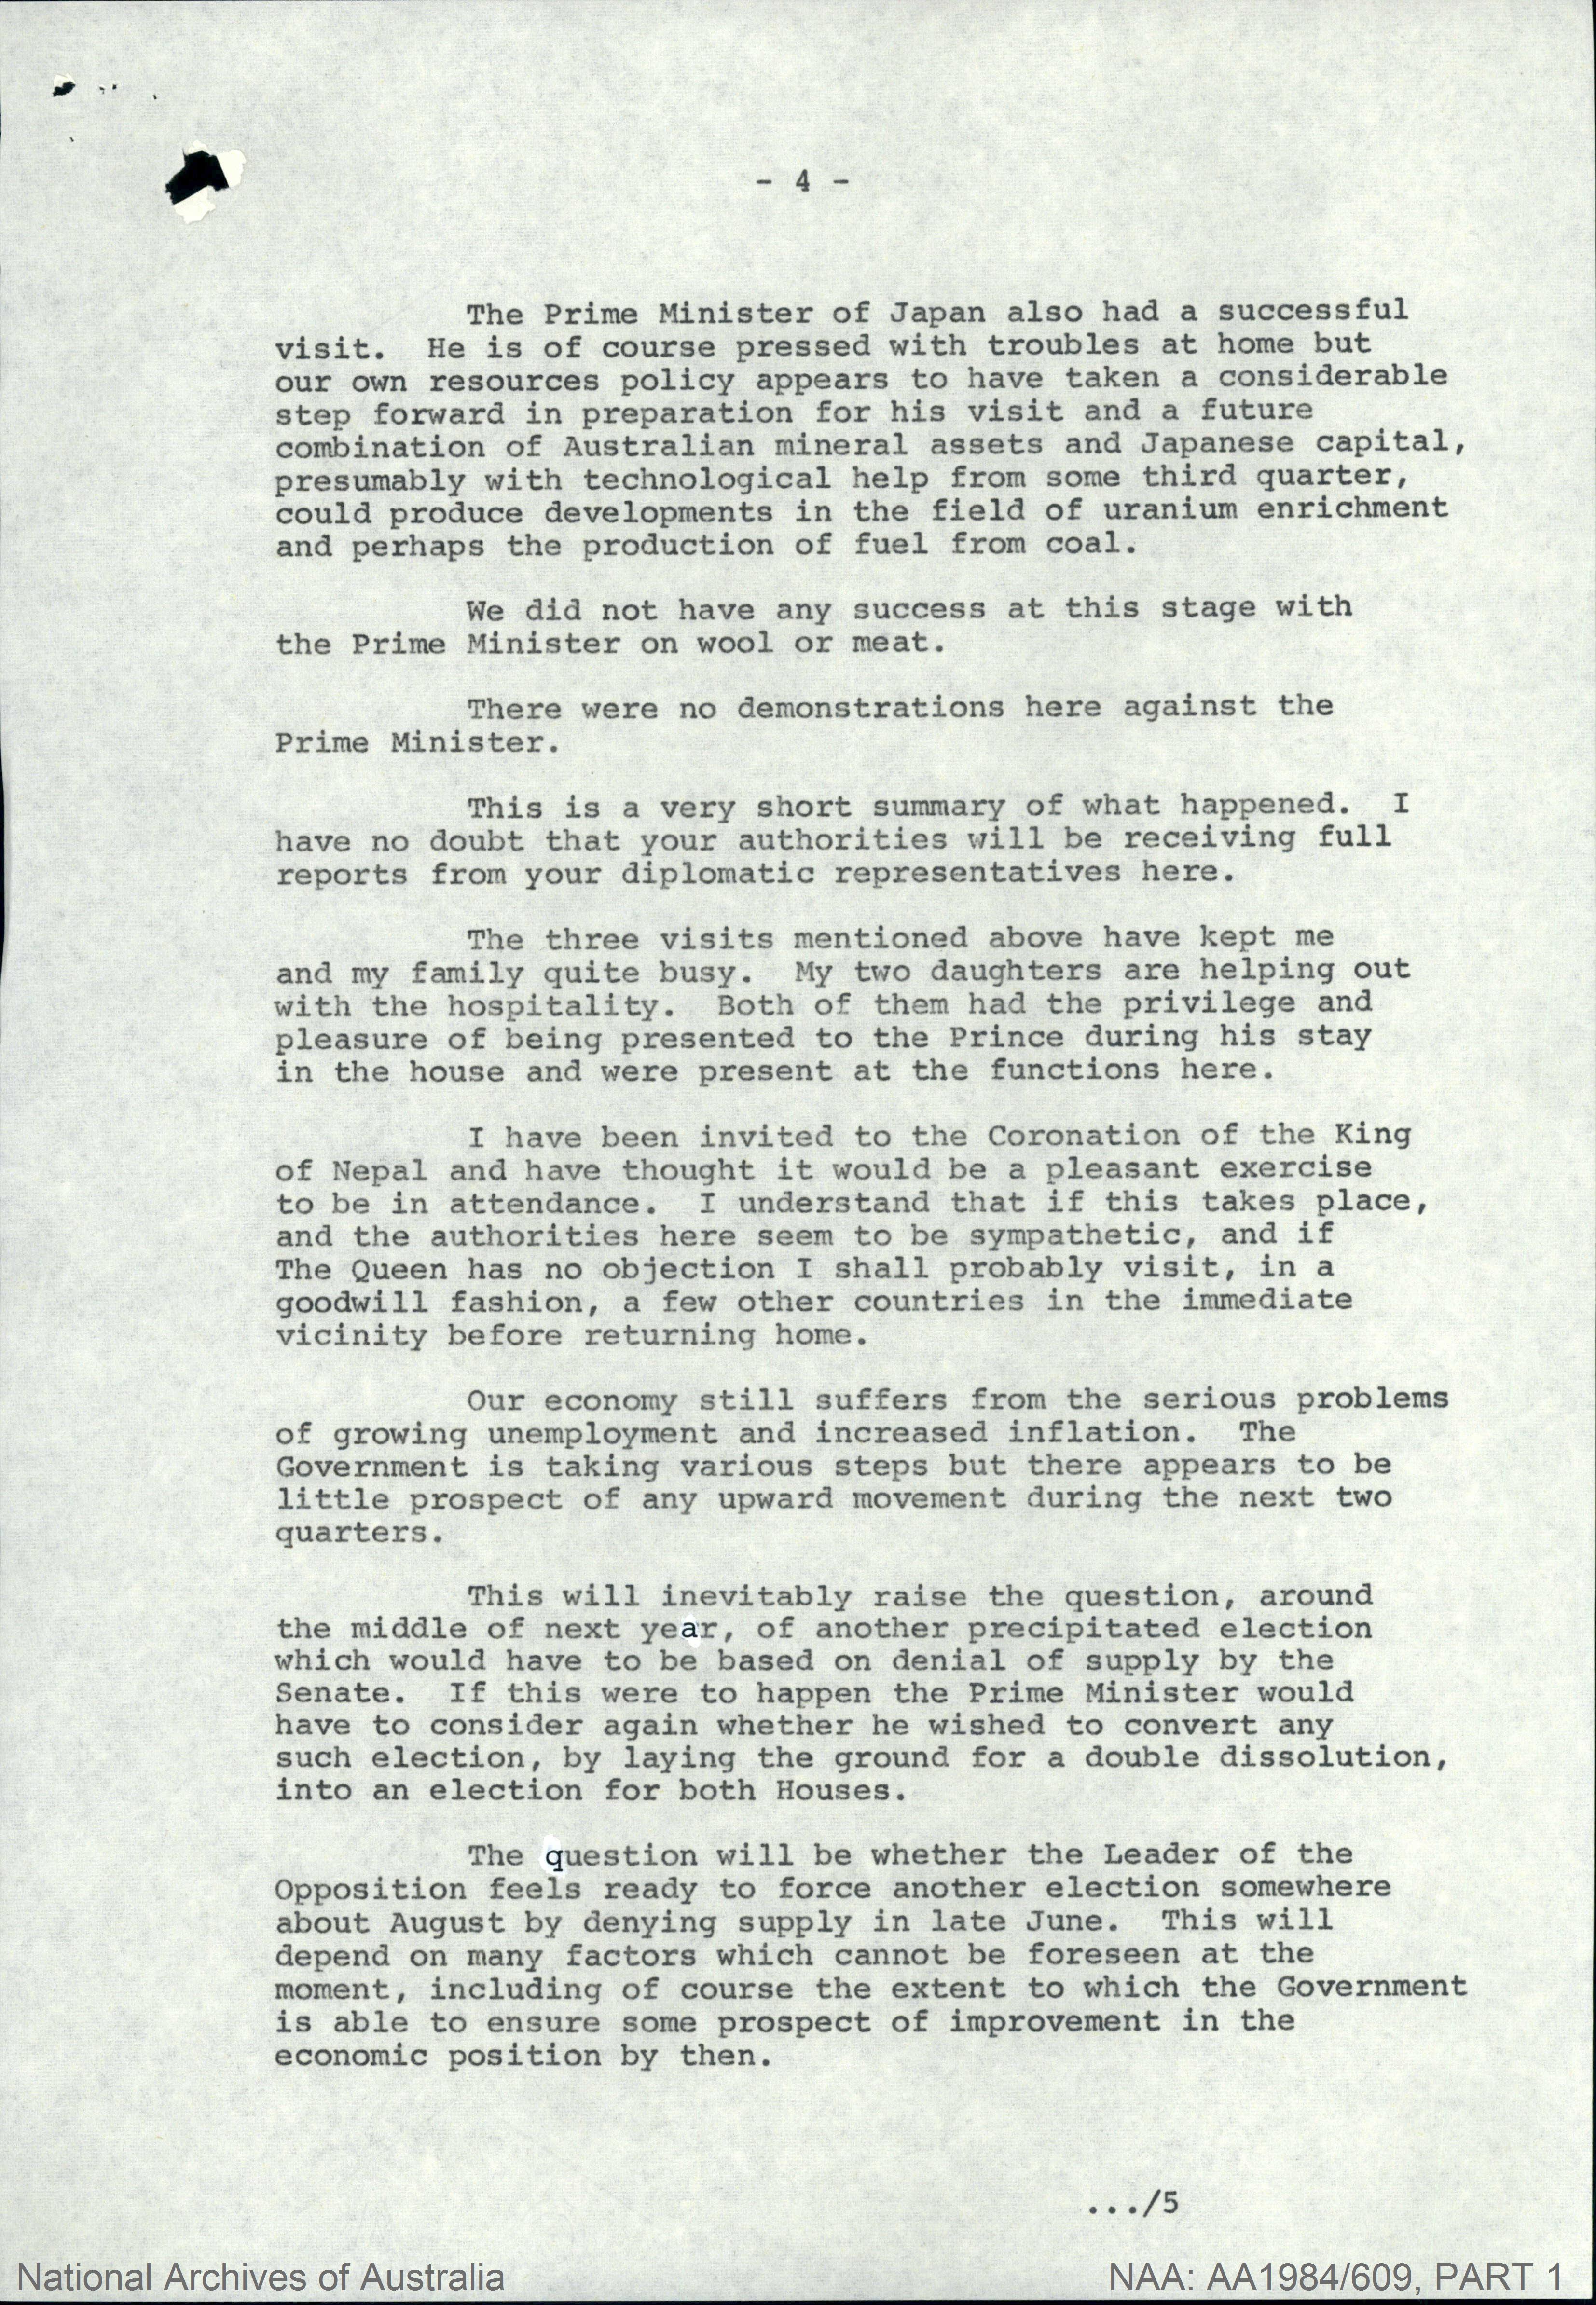 - 4 -
The Prime Minister of Japan also had a successful
visit. He is of course pressed with troubles at home but
our own resources policy appears to have taken a considerable
step forward in preparation for his visit and a future
combination of Australian mineral assets and Japanese capital,
presumably with technological help from some third quarter,
could produce developments in the field of uranium enrichment
and perhaps the production of fuel from coal.
We did not have any success at this stage with
the Prime Minister on wool or meat.
There were no demonstrations here against the
Prime Minister.
This is a very short summary of what happened. I
have no doubt that your authorities will be receiving full
reports from your diplomatic representatives here.
The three visits mentioned above have kept me
and my family quite busy. My two daughters are helping out
with the hospitality. Both of them had the privilege and
pleasure of being presented to the Prince during his stay
in the house and were present at the functions here.
I have been invited to the Coronation of the King
of Nepal and have thought it would be a pleasant exercise
to be in attendance. I understand that if this takes place,
and the authorities here seem to be sympathetic, and if
The Queen has no objection I shall probably visit, in a
goodwill fashion, a few other countries in the immediate
vicinity before returning home.
Our economy still suffers from the serious problems
of growing unemployment and increased inflation. The
Government is taking various steps but there appears to be
little prospect of any upward movement during the next two
quarters.
This will inevitably raise the question, around
the middle of next year, of another precipitated election
which would have to be based on denial of supply by the
Senate. If this were to happen the Prime Minister would
have to consider again whether he wished to convert any
such election, by laying the ground for a double dissolution,
into an election for both Houses.
The question will be whether the Leader of the
Opposition feels ready to force another election somewhere
about August by denying supply in late June. This will
depend on many factors which cannot be foreseen at the
moment, including of course the extent to which the Government
is able to ensure some prospect of improvement in the
economic position by then.
.../5
National Archives of Australia
NAA: AA1984/609, PART 1